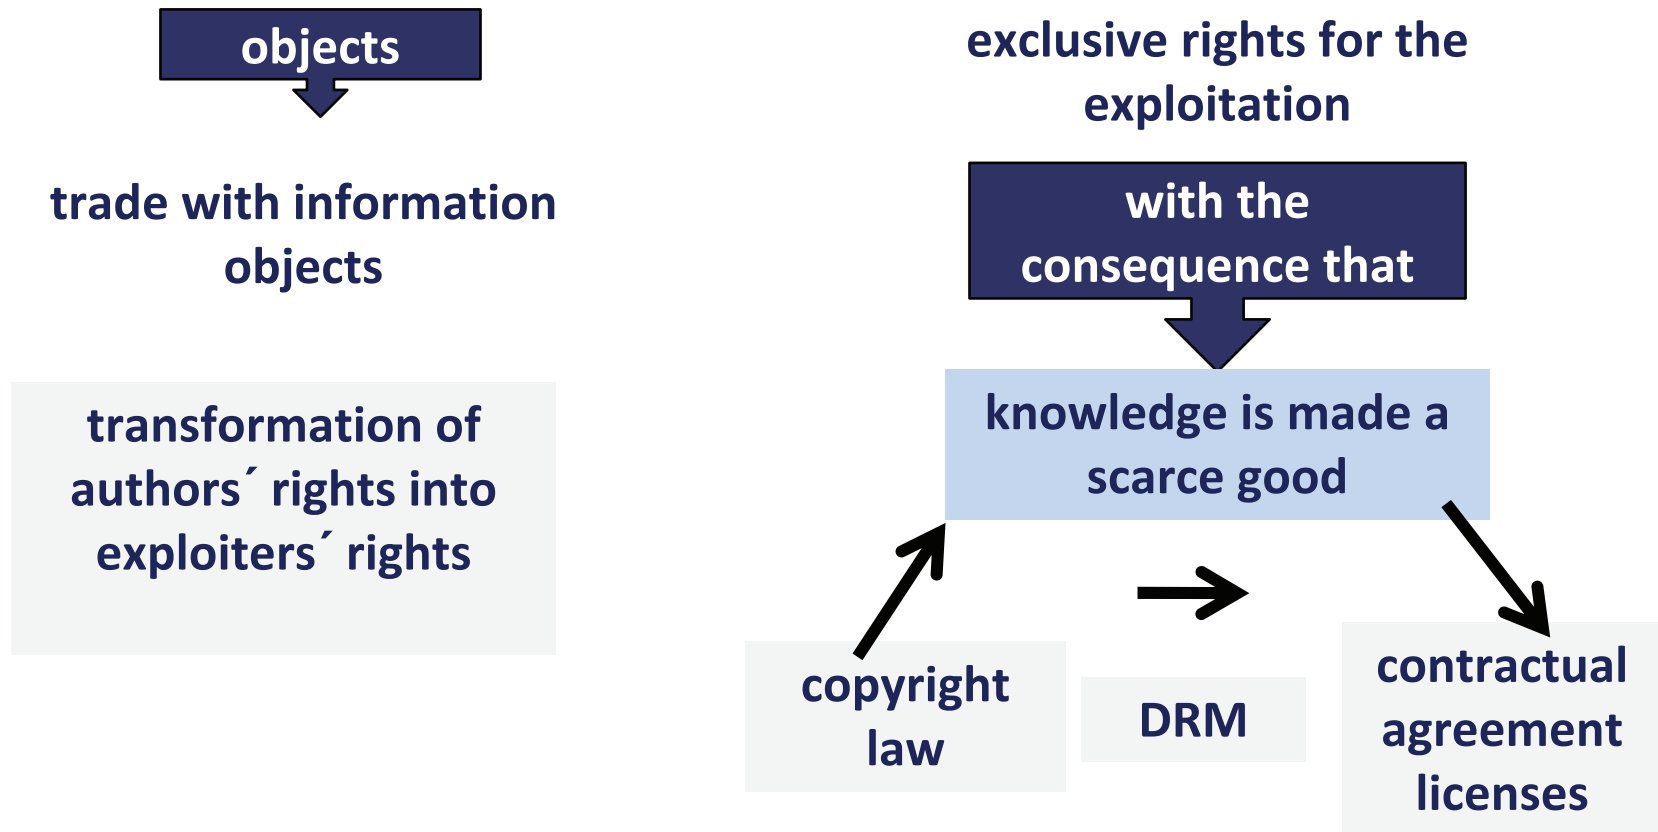 objects
trade with information
objects
transformation of
authors´ rights into
exploiters´ rights
exclusive rights for the
exploitation
with the
consequence that
knowledge is made a
scarce good
copyright
law
DRM
contractual
agreement
licenses